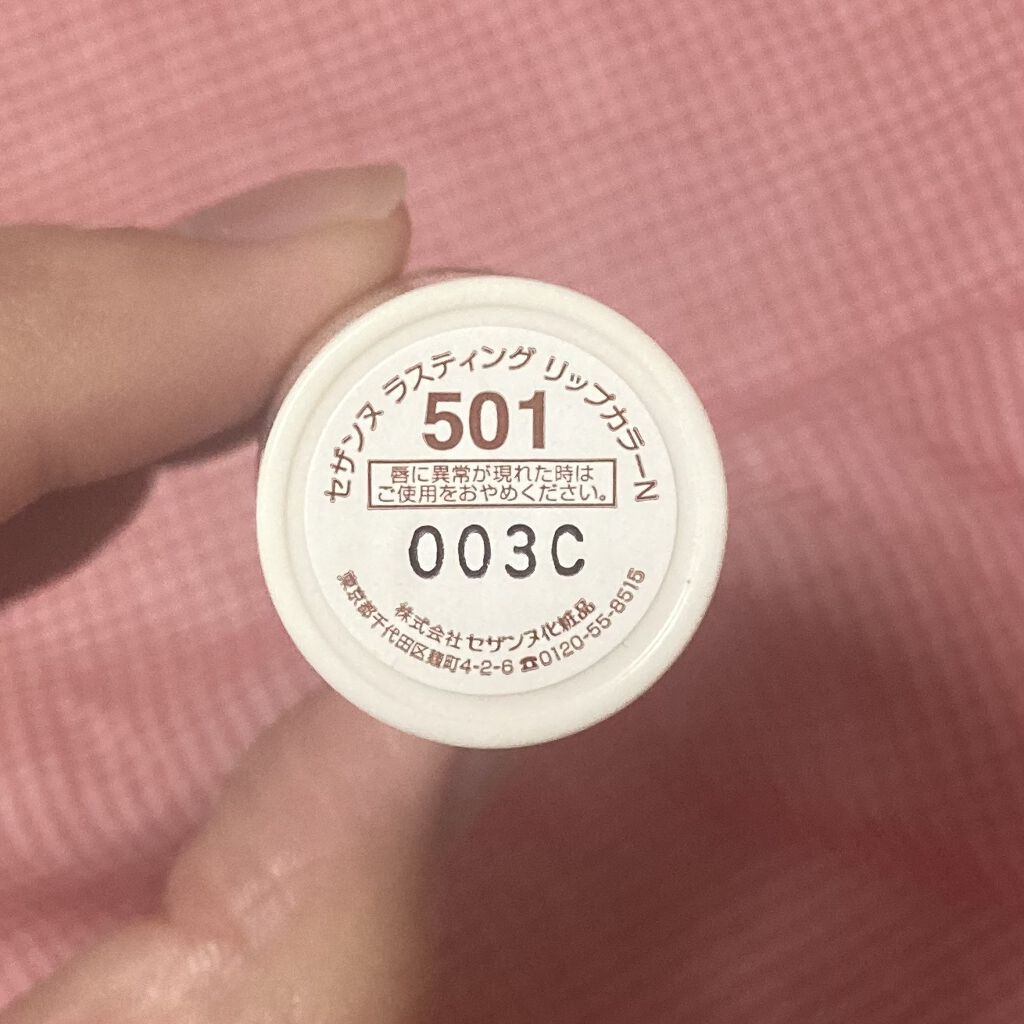 セザンヌ ラスティング リップカラーN
501
唇に異常が現れた時は
ご使用をおやめください。
003C
株式会社 セザンヌ化粧品
東京都千代田区麹町4-2-6 ☎0120-55-8515